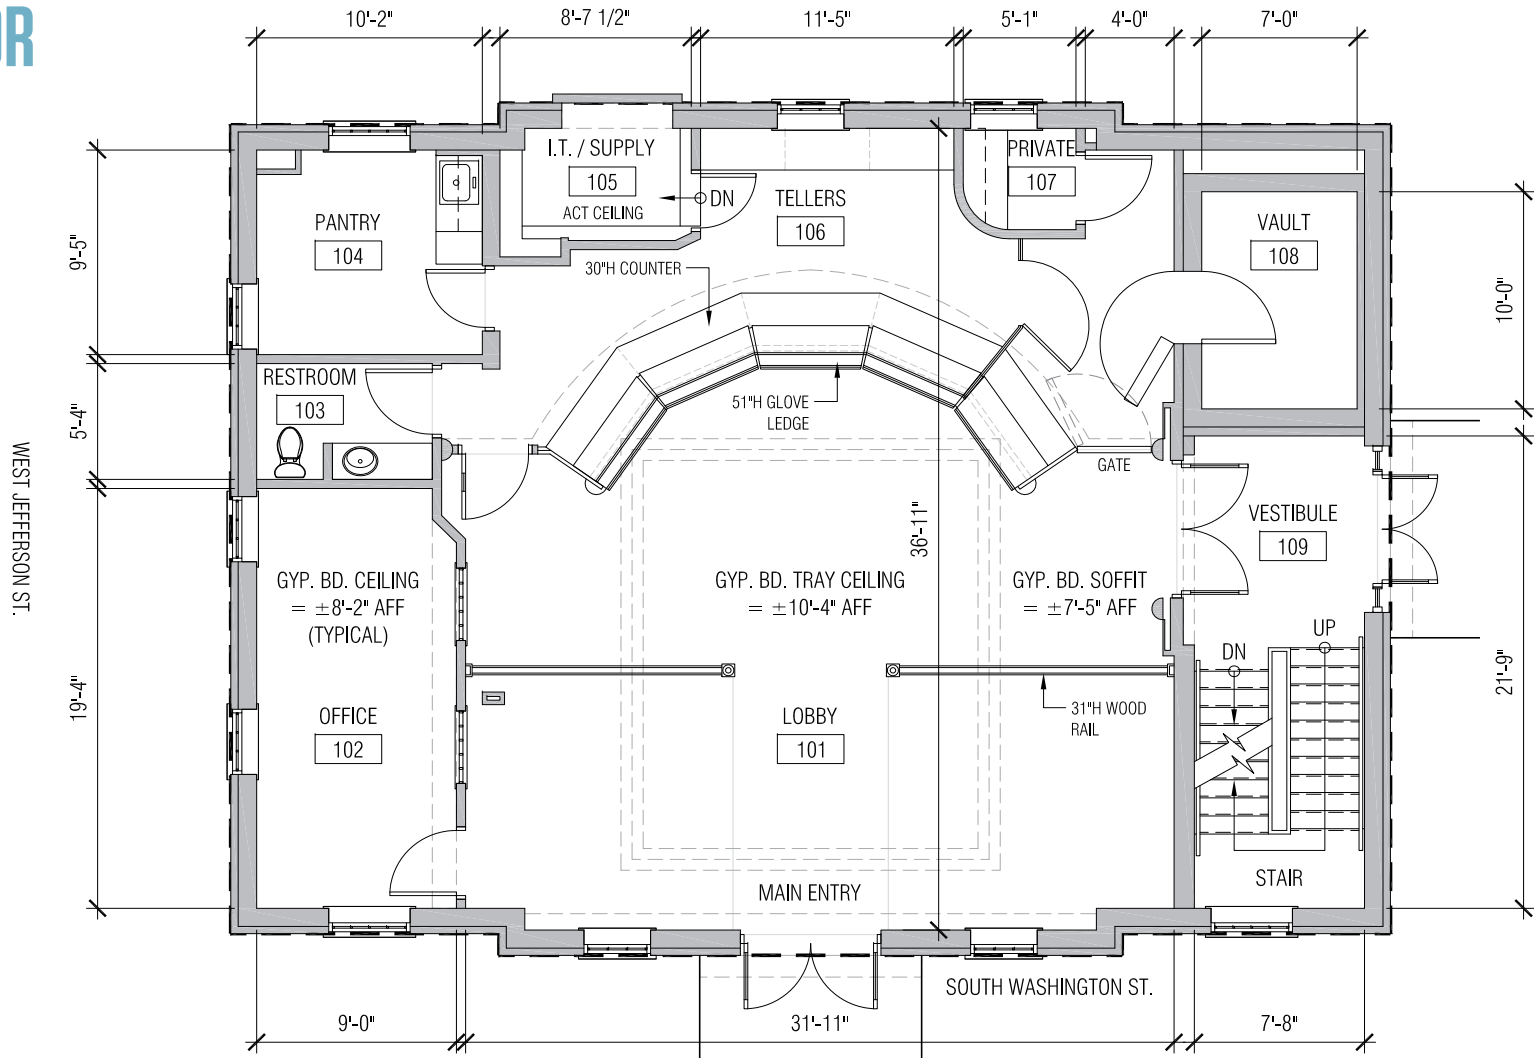 OR
10'-2"
8'-7 1/2"
11'-5"
5'-1"
4'-0"
7'-0"
I.T. / SUPPLY
105
ACT CEILING
DN
TELLERS
106
PRIVATE
107
VAULT
108
PANTRY
104
9'-5"
10'-0"
30"H COUNTER
RESTROOM
103
5'-4"
51"H GLOVE
LEDGE
GATE
WEST JEFFERSON ST.
VESTIBULE
109
36'-11"
GYP. BD. CEILING
= ±8'-2" AFF
(TYPICAL)
GYP. BD. TRAY CEILING
= ±10'-4" AFF
GYP. BD. SOFFIT
= ±7'-5" AFF
UP
DN
19'-4"
21'-9"
OFFICE
102
LOBBY
101
31"H WOOD
RAIL
STAIR
MAIN ENTRY
SOUTH WASHINGTON ST.
9'-0"
31'-11"
7'-8"